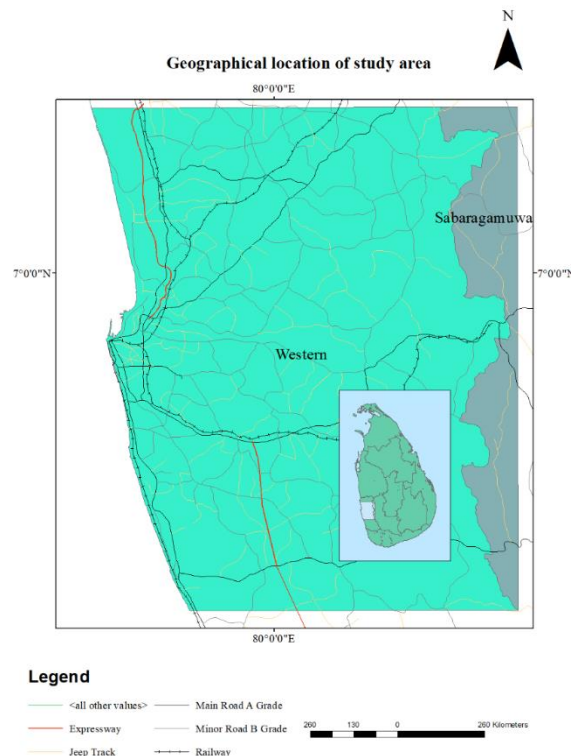 N
Geographical location of study area
80°0'0"E
Sabaragamuwa
7°0'0"N
7°0'0"N
Western
80°0'0"E
Legend
<all other values>
Main Road A Grade
Expressway
Minor Road B Grade
Jeep Track
Railway
260 130 0 260 Kilometers